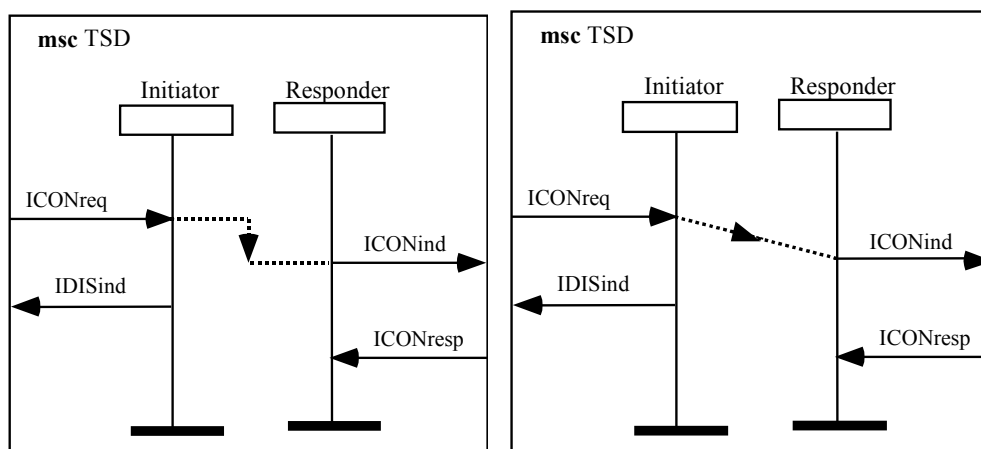 msc TSD
Initiator
Responder
ICONreq
ICONind
IDISind
ICONresp
msc TSD
Initiator
Responder
ICONreq
ICONind
IDISind
ICONresp